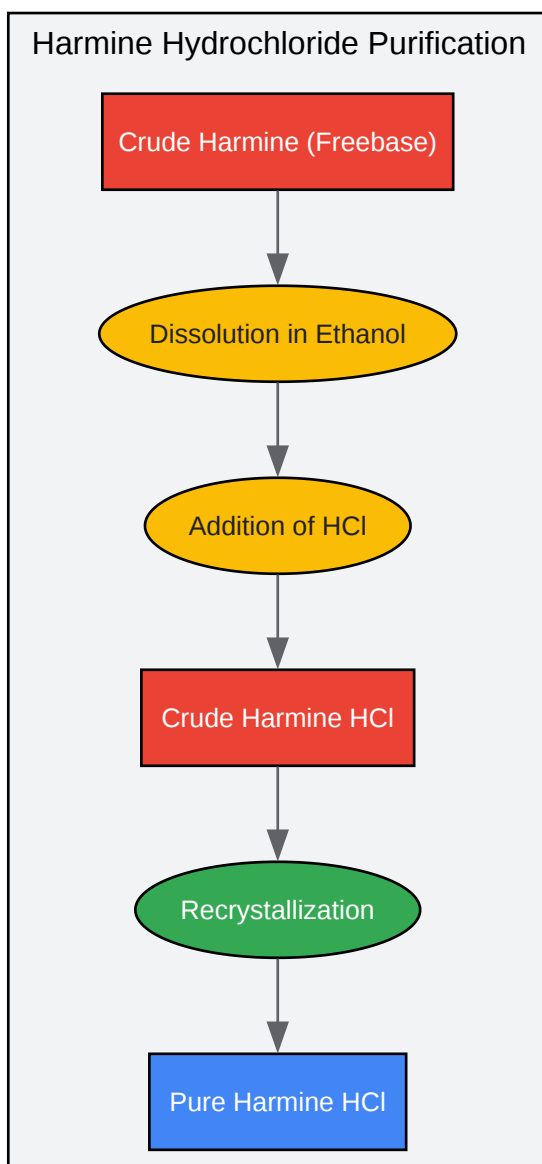 Harmine Hydrochloride Purification
Crude Harmine (Freebase)
Dissolution in Ethanol
Addition of HCl
Crude Harmine HCl
Recrystallization
Pure Harmine HCl